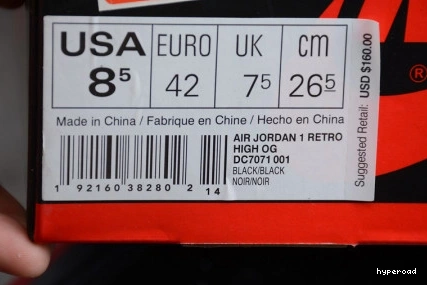 USA EURO UK cm
8⁵ 42 7⁵ 26⁵
Made in China / Fabrique en Chine / Hecho en China
AIR JORDAN 1 RETRO
HIGH OG
DC7071 001
BLACK/BLACK
NOIR/NOIR
1 92160 38280 2 14
Suggested Retail: USD $160.00
®
hyperoad